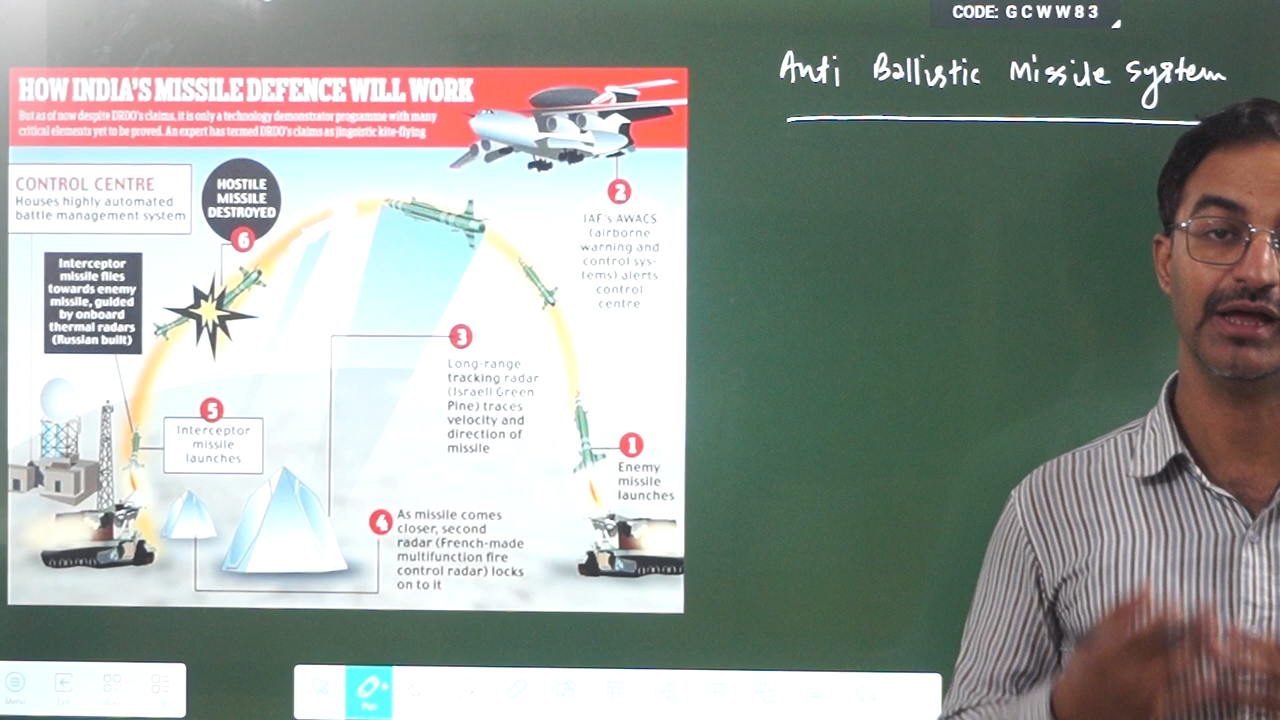 CODE: G C W W 8 3
Anti Ballistic Missile System
HOW INDIA'S MISSILE DEFENCE WILL WORK
But as of now despite DRDO's claims, it is only a technology demonstrator programme with many
critical elements yet to be proved. An expert has termed DRDO's claims as jingoistic kite-flying
CONTROL CENTRE
Houses highly automated
battle management system
HOSTILE
MISSILE
DESTROYED
6
2
IAF's AWACS
(airborne
warning and
control sys-
tems) alerts
control
centre
Interceptor
missile flies
towards enemy
missile, guided
by onboard
thermal radars
(Russian built)
3
Long-range
tracking radar
(Israeli Green
Pine) traces
velocity and
direction of
missile
5
Interceptor
missile
launches
1
Enemy
missile
launches
4
As missile comes
closer, second
radar (French-made
multifunction fire
control radar) locks
on to it
Menu
Pen